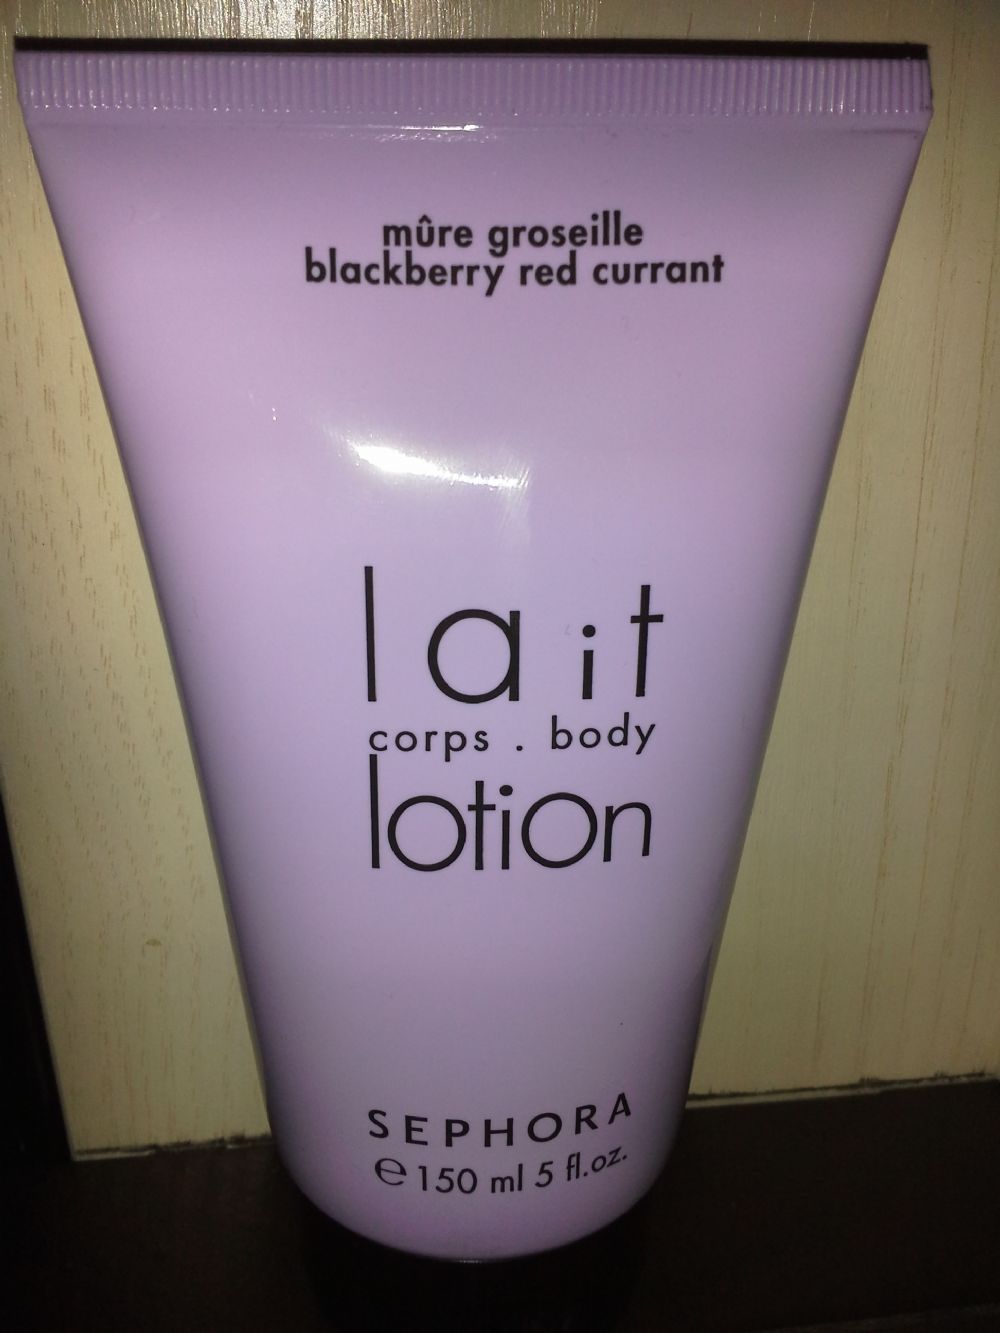 mûre groseille
blackberry red currant
lait
corps . body
lotion
SEPHORA
℮ 150 ml 5 fl.oz.